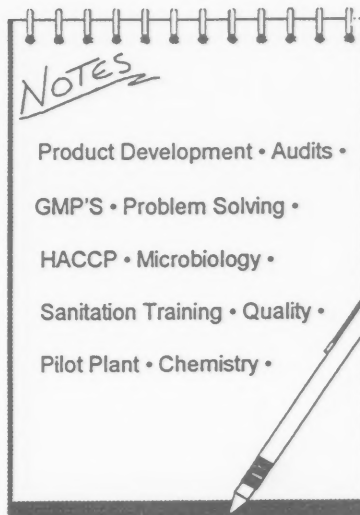 NOTES
Product Development • Audits •
GMP'S • Problem Solving •
HACCP • Microbiology •
Sanitation Training • Quality •
Pilot Plant • Chemistry •